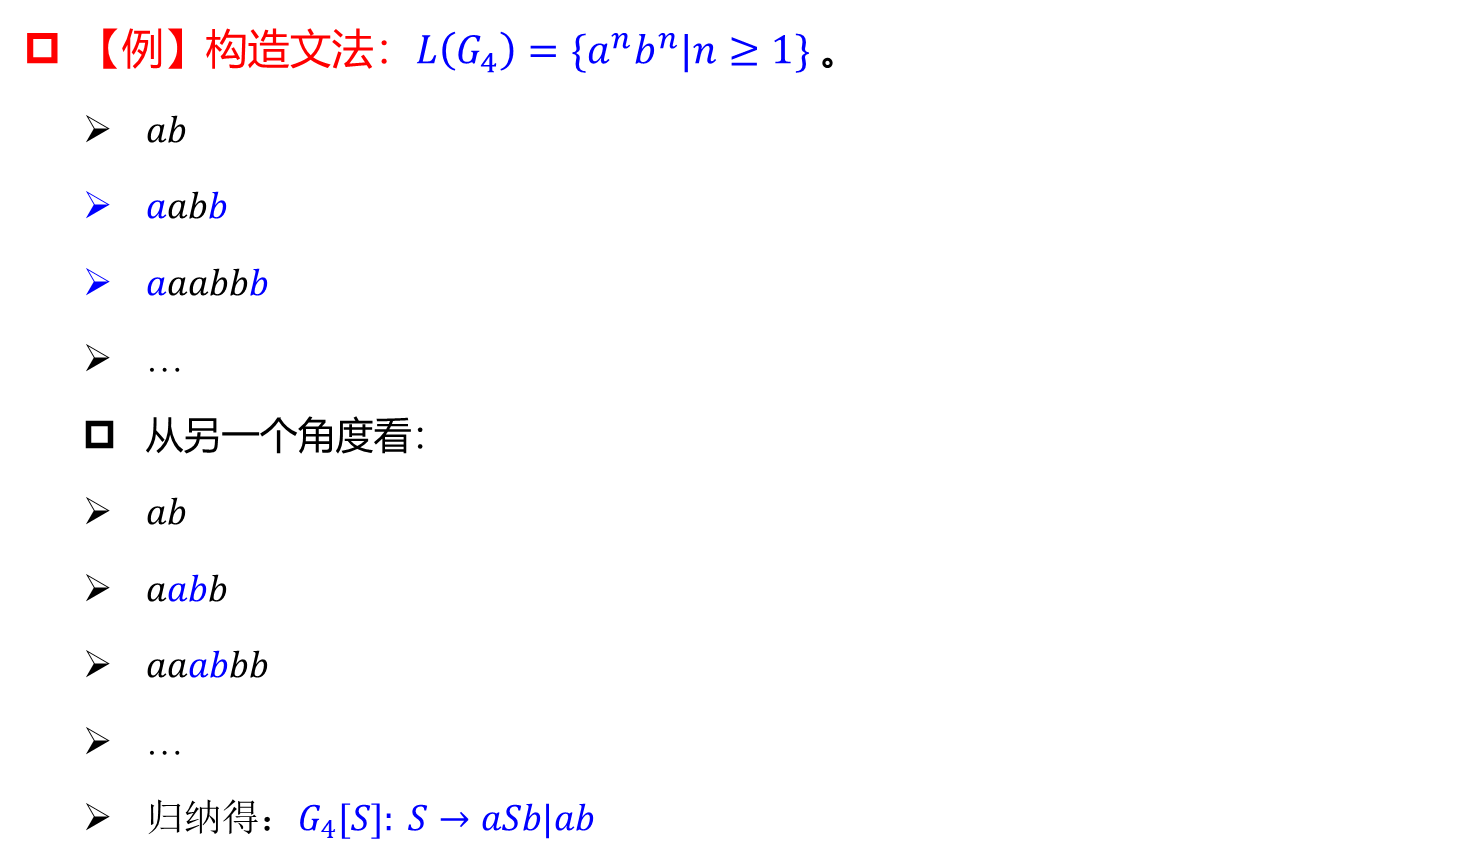 【例】构造文法：L(G₄) = {aⁿbⁿ|n ≥ 1} 。
ab
aabb
aaabbb
…
从另一个角度看：
ab
aabb
aaabbb
…
归纳得：G₄[S]: S → aSb|ab